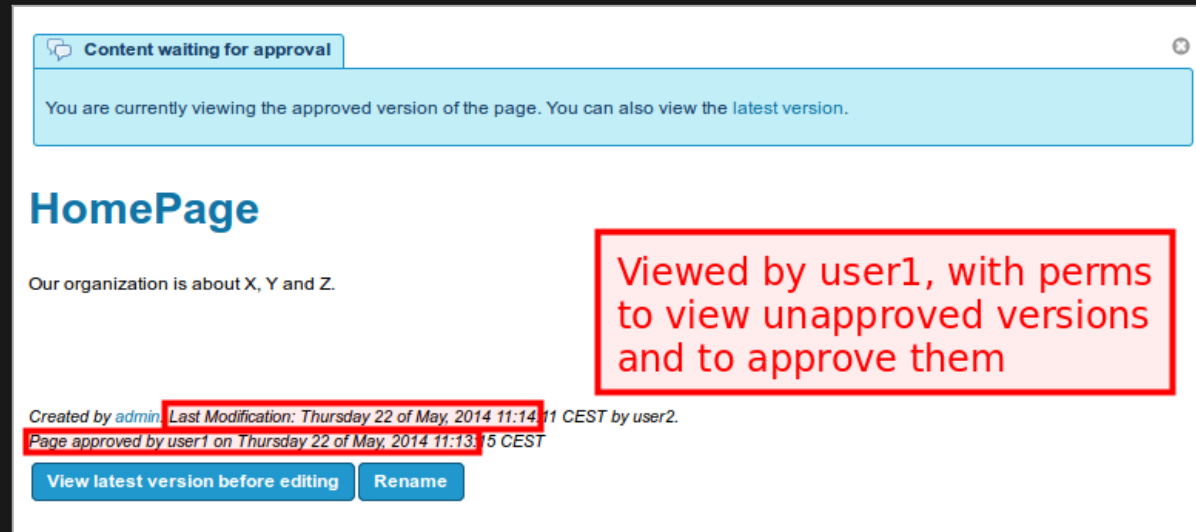 Content waiting for approval
You are currently viewing the approved version of the page. You can also view the latest version.
HomePage
Our organization is about X, Y and Z.
Viewed by user1, with perms
to view unapproved versions
and to approve them
Created by admin. Last Modification: Thursday 22 of May, 2014 11:14:11 CEST by user2.
Page approved by user1 on Thursday 22 of May, 2014 11:13:15 CEST
View latest version before editing
Rename